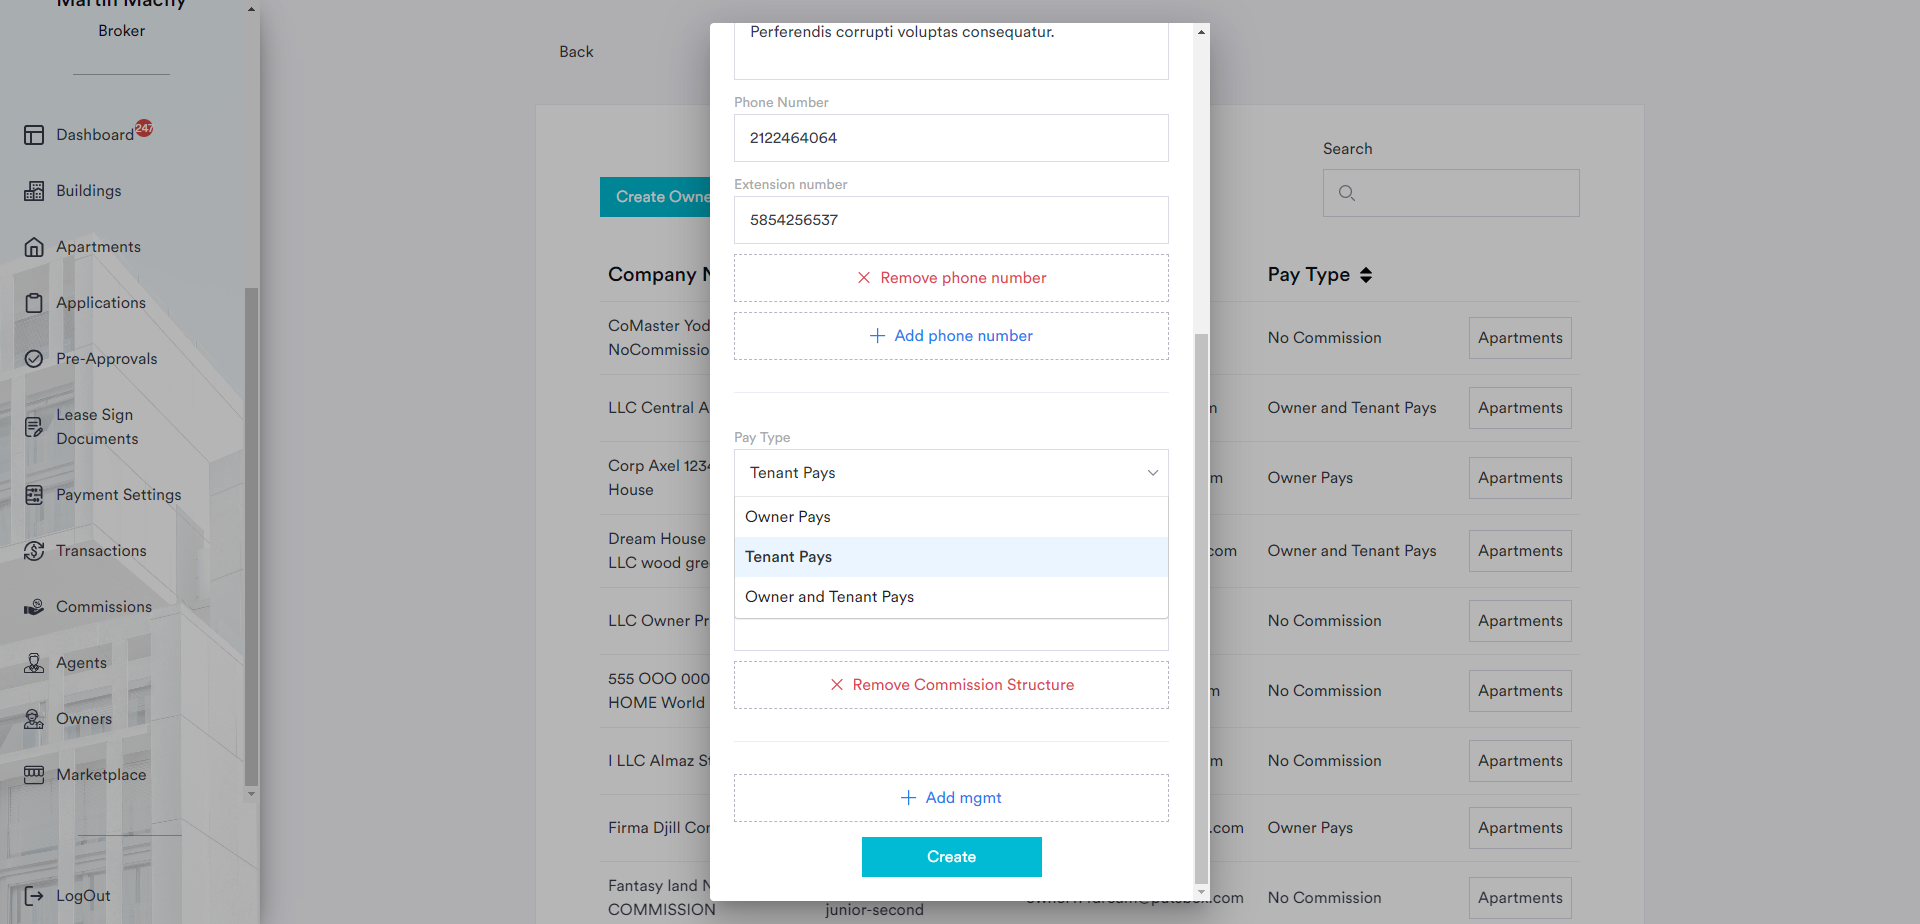 Martin Machy
Broker
Dashboard
247
Buildings
Apartments
Applications
Pre-Approvals
Lease Sign
Documents
Payment Settings
Transactions
Commissions
Agents
Owners
Marketplace
LogOut
Back
Create Owne
Search
Company N
Pay Type
CoMaster Yod
NoCommissio
No Commission
Apartments
LLC Central A
m
Owner and Tenant Pays
Apartments
Corp Axel 1234
House
m
Owner Pays
Apartments
Dream House
LLC wood gre
com
Owner and Tenant Pays
Apartments
LLC Owner Pr
No Commission
Apartments
555 OOO 000
HOME World
m
No Commission
Apartments
I LLC Almaz St
m
No Commission
Apartments
Firma Djill Cor
.com
Owner Pays
Apartments
Fantasy land N
COMMISSION
junior-second
No Commission
Apartments
Perferendis corrupti voluptas consequatur.
Phone Number
2122464064
Extension number
5854256537
Remove phone number
Add phone number
Pay Type
Tenant Pays
Owner Pays
Tenant Pays
Owner and Tenant Pays
Remove Commission Structure
Add mgmt
Create